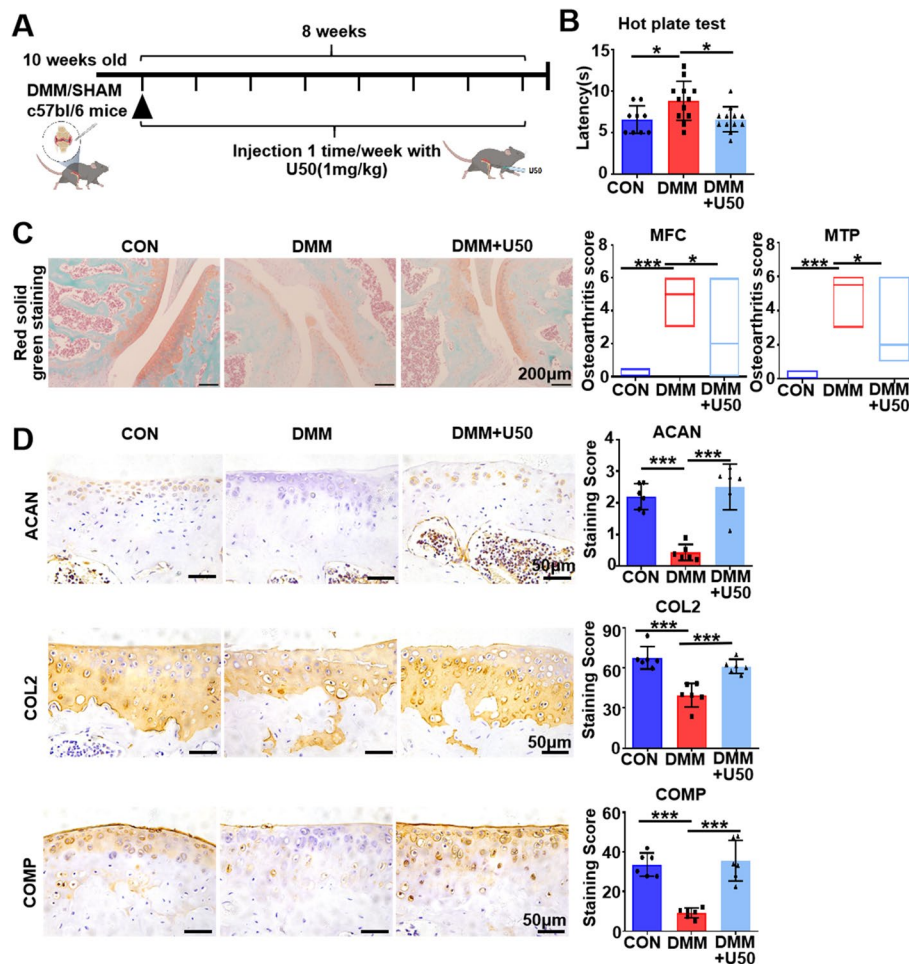 A
8 weeks
10 weeks old
DMM/SHAM
c57bl/6 mice
Injection 1 time/week with
U50(1mg/kg)
U50
B
Hot plate test
Latency(s)
15
10
5
0
*
*
CON
DMM
DMM
+U50
C
CON
DMM
DMM+U50
Red solid
green staining
200μm
MFC
Osteoarthritis score
8
6
4
2
0
***
*
CON
DMM
DMM
+U50
MTP
Osteoarthritis score
8
6
4
2
0
***
*
CON
DMM
DMM
+U50
D
CON
DMM
DMM+U50
ACAN
50μm
ACAN
Staining Score
4
3
2
1
0
***
***
CON
DMM
DMM
+U50
COL2
50μm
COL2
Staining Score
90
60
30
0
***
***
CON
DMM
DMM
+U50
COMP
50μm
COMP
Staining Score
60
40
20
0
***
***
CON
DMM
DMM
+U50